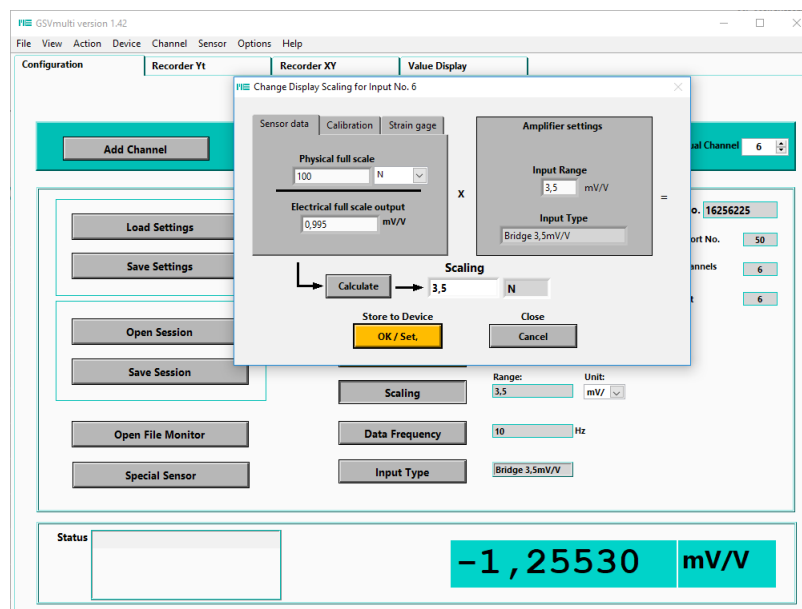 GSVmulti version 1.42
File View Action Device Channel Sensor Options Help
Configuration Recorder Yt Recorder XY Value Display
Change Display Scaling for Input No. 6
Sensor data Calibration Strain gage
Amplifier settings
Add Channel
Channel 6
Physical full scale
100 N
Input Range
3,5 mV/V
X
=
Electrical full scale output
0,995 mV/V
Input Type
Bridge 3,5mV/V
16256225
Load Settings
No. 50
Save Settings
6
Scaling
Calculate 3,5 N
6
Store to Device Close
Open Session
OK / Set, Cancel
Save Session
Range: Unit:
Scaling 3,5 mV/
Open File Monitor Data Frequency 10 Hz
Special Sensor Input Type Bridge 3,5mV/V
Status
-1,25530 mV/V